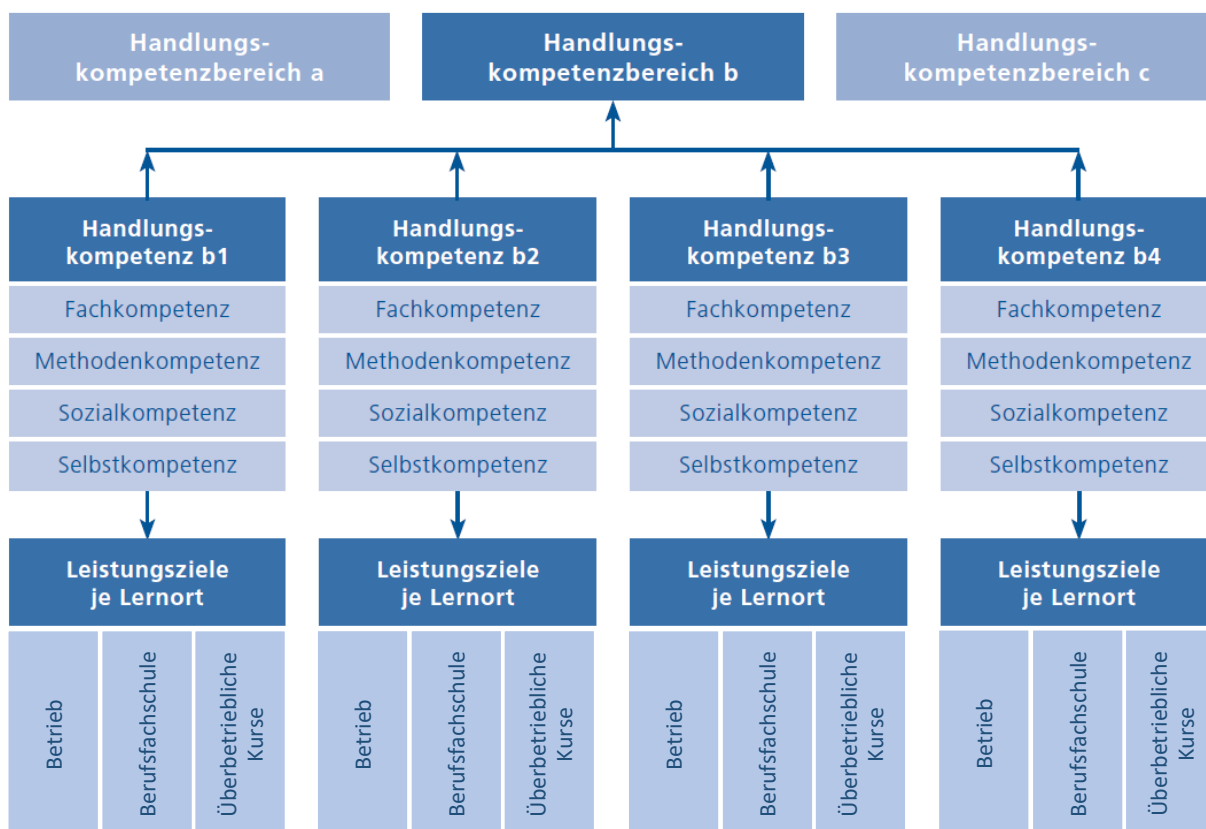 Handlungs-
kompetenzbereich a
Handlungs-
kompetenzbereich b
Handlungs-
kompetenzbereich c
Handlungs-
kompetenz b1
Fachkompetenz
Methodenkompetenz
Sozialkompetenz
Selbstkompetenz
Leistungsziele
je Lernort
Betrieb
Berufsfachschule
Überbetriebliche
Kurse
Handlungs-
kompetenz b2
Fachkompetenz
Methodenkompetenz
Sozialkompetenz
Selbstkompetenz
Leistungsziele
je Lernort
Betrieb
Berufsfachschule
Überbetriebliche
Kurse
Handlungs-
kompetenz b3
Fachkompetenz
Methodenkompetenz
Sozialkompetenz
Selbstkompetenz
Leistungsziele
je Lernort
Betrieb
Berufsfachschule
Überbetriebliche
Kurse
Handlungs-
kompetenz b4
Fachkompetenz
Methodenkompetenz
Sozialkompetenz
Selbstkompetenz
Leistungsziele
je Lernort
Betrieb
Berufsfachschule
Überbetriebliche
Kurse